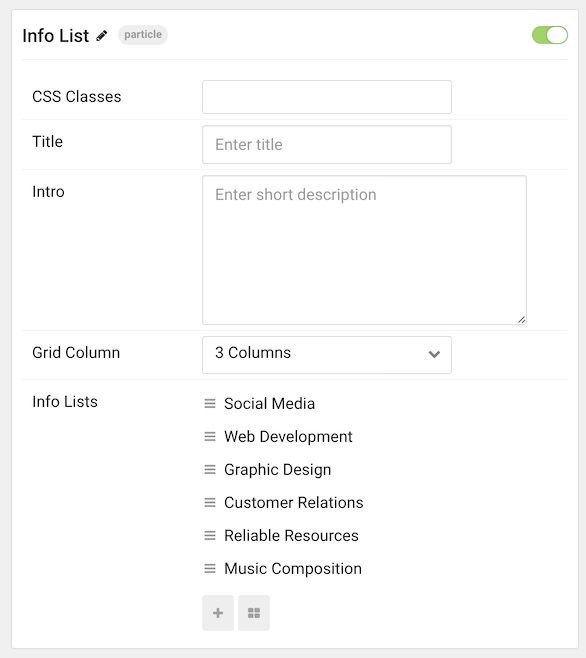 Info List particle
CSS Classes
Title Enter title
Intro Enter short description
Grid Column 3 Columns
Info Lists Social Media
Web Development
Graphic Design
Customer Relations
Reliable Resources
Music Composition